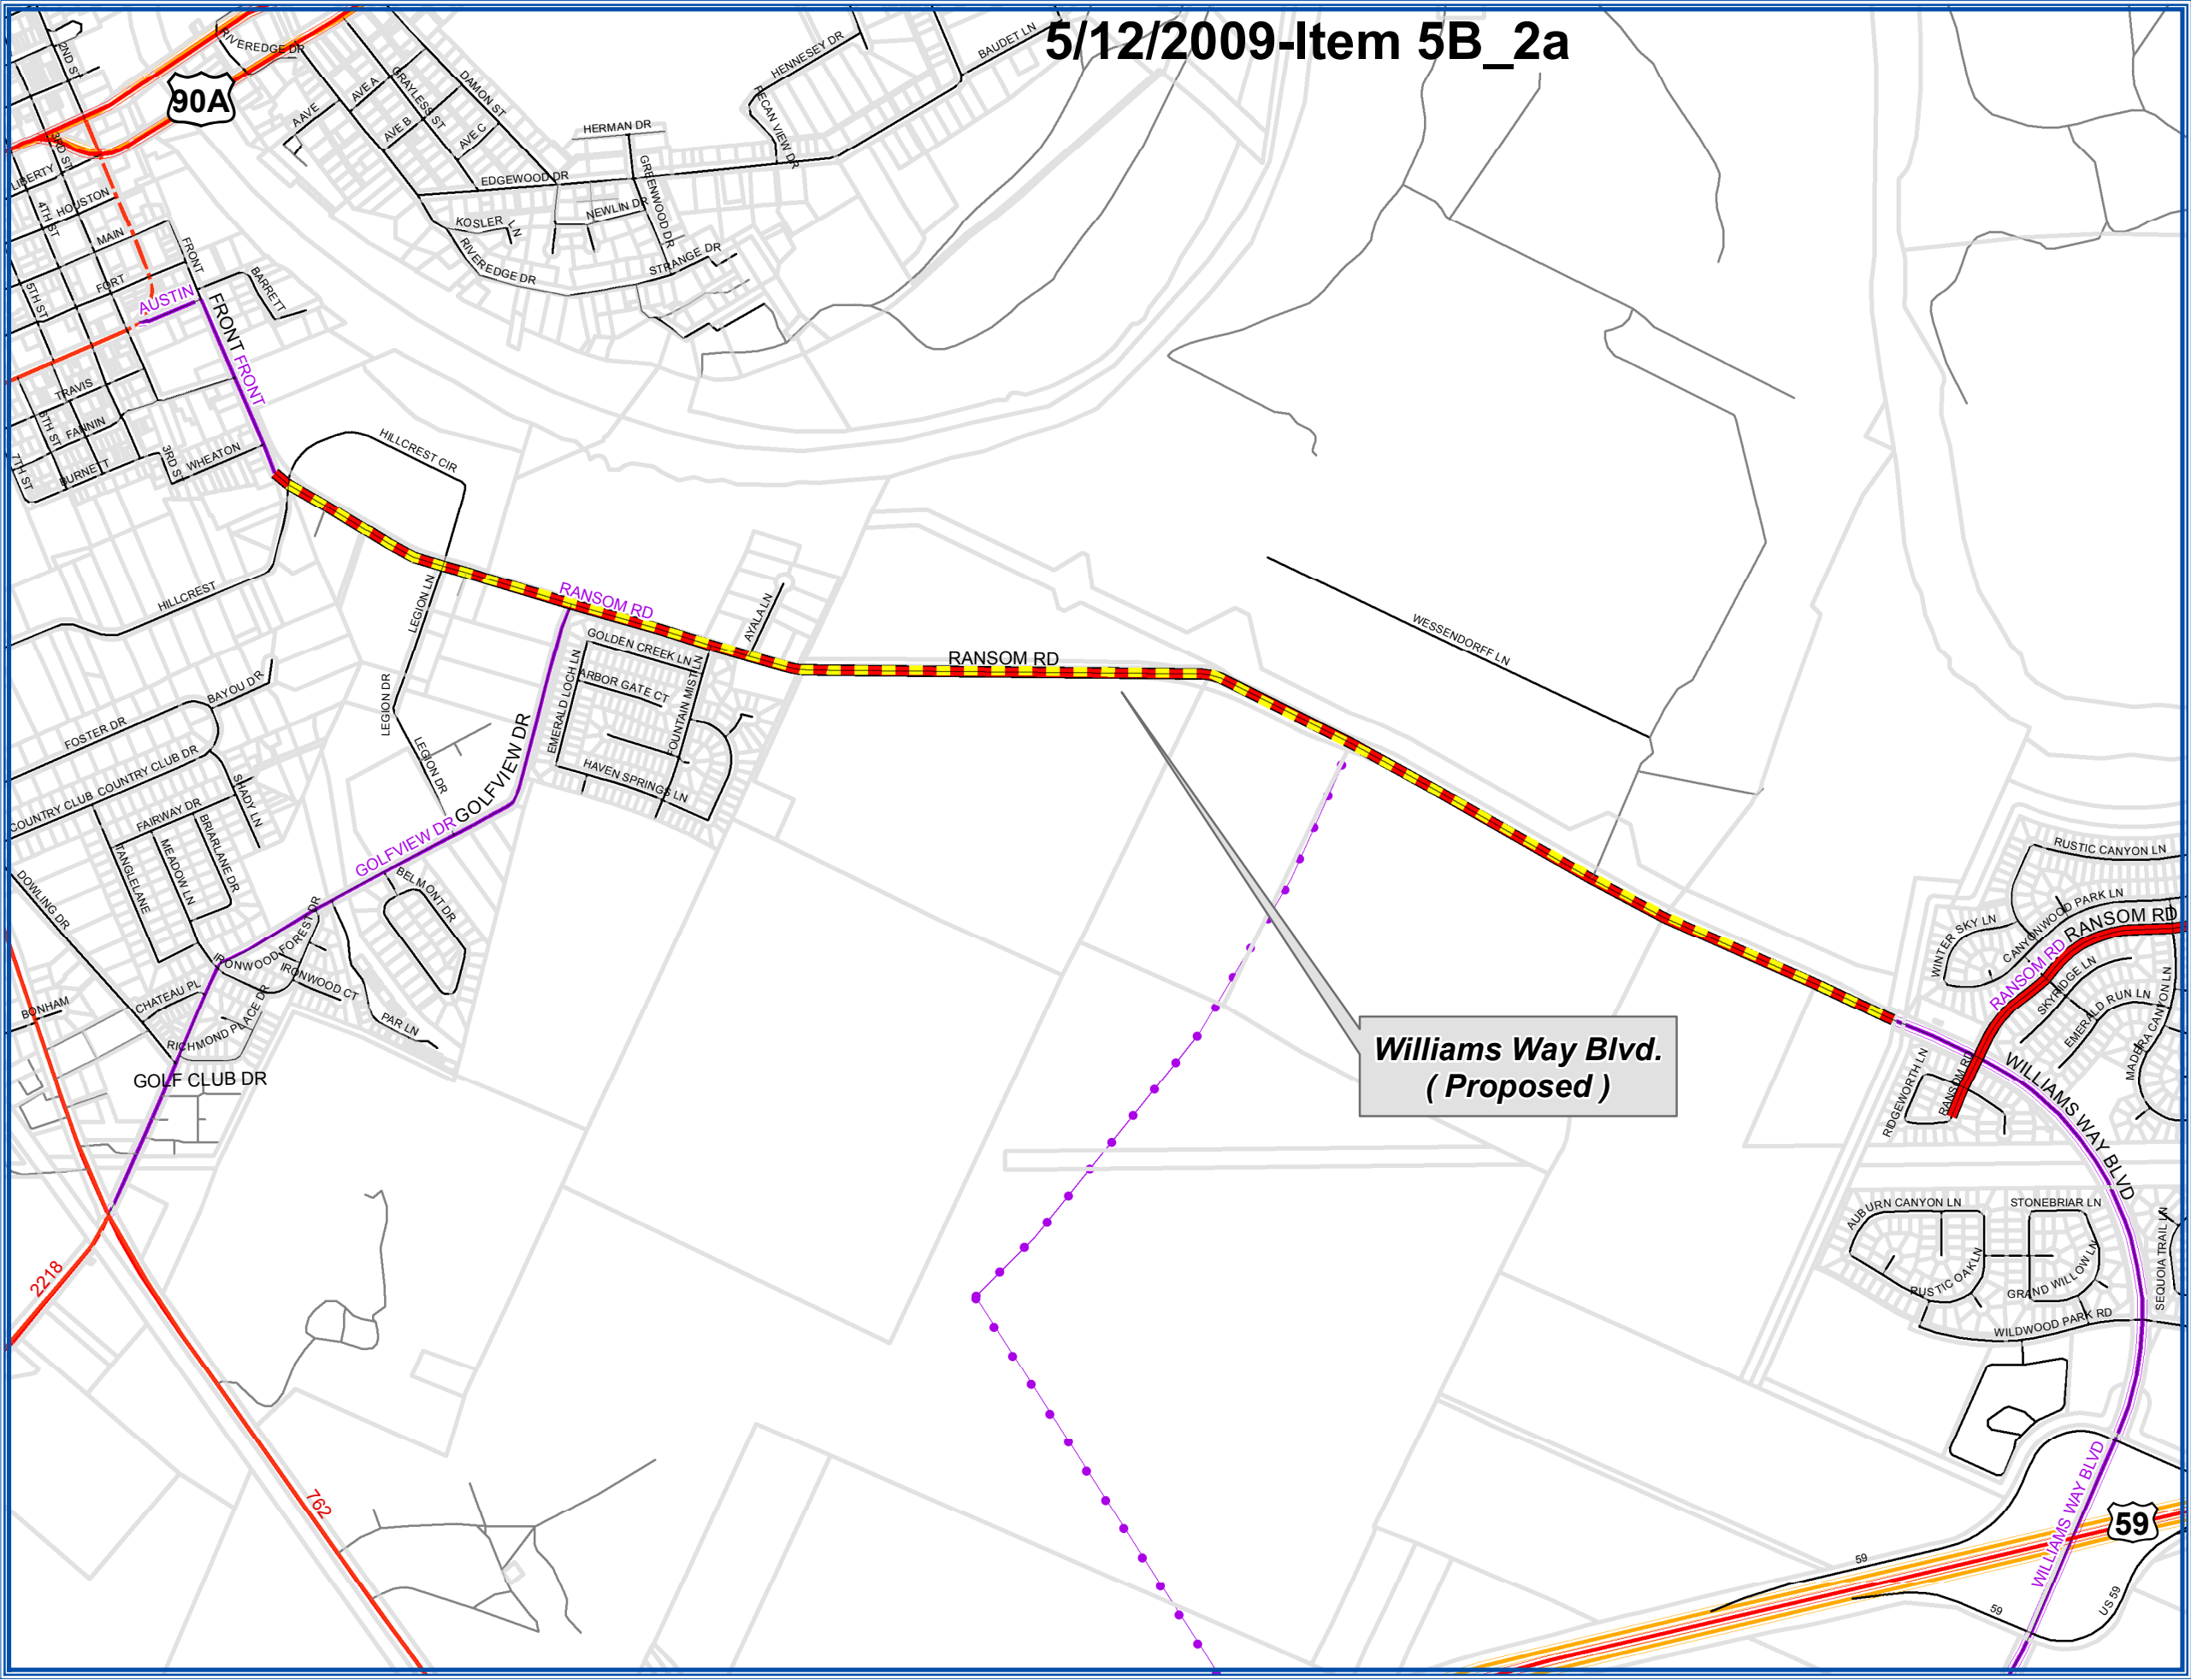 5/12/2009-Item 5B_2a
RIVEREDGE DR
2ND ST
90A
AAVE
AVE A
GRAYLESS ST
DAMON ST
AVE B
AVE C
HENNESEY DR
BAUDET LN
PECAN VIEW DR
HERMAN DR
EDGEWOOD DR
GREENWOOD DR
NEWLIN DR
KOSLER LN
RIVEREDGE DR
STRANGE DR
3RD ST
LIBERTY
4TH ST
HOUSTON
MAIN
FRONT
FORT
BARRETT
5TH ST
AUSTIN
FRONT
FRONT
TRAVIS
6TH ST
FANNIN
7TH ST
BURNETT
3RD ST
WHEATON
HILLCREST CIR
HILLCREST
LEGION LN
RANSOM RD
AYALA LN
GOLDEN CREEK LN
ARBOR GATE CT
EMERALD LOCH LN
FOUNTAIN MIST LN
HAVEN SPRINGS LN
RANSOM RD
WESSENDORFF LN
LEGION DR
LEGION DR
BAYOU DR
FOSTER DR
COUNTRY CLUB
COUNTRY CLUB DR
SHADY LN
FAIRWAY DR
BRIARLANE DR
MEADOW LN
TANGLELANE
GOLFVIEW DR
GOLFVIEW DR
DOWLING DR
BELMONT DR
IRONWOOD
FOREST DR
IRONWOOD CT
CHATEAU PL
BONHAM
RICHMOND PLACE DR
PAR LN
GOLF CLUB DR
Williams Way Blvd.
( Proposed )
RUSTIC CANYON LN
CANYONWOOD PARK LN
WINTER SKY LN
RANSOM RD
RANSOM RD
SKYRIDGE LN
EMERALD RUN LN
MADERA CANYON LN
RIDGEWORTH LN
RANSOM RD
WILLIAMS WAY BLVD
AUBURN CANYON LN
STONEBRIAR LN
RUSTIC OAK LN
GRAND WILLOW LN
SEQUOIA TRAIL LN
WILDWOOD PARK RD
2218
762
WILLIAMS WAY BLVD
59
59
59
US 59